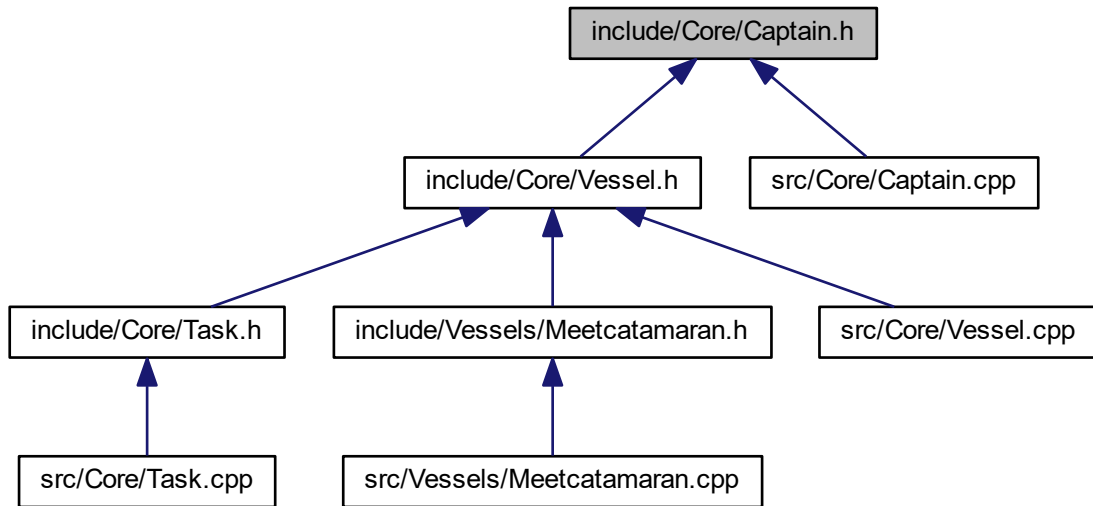 include/Core/Captain.h
include/Core/Vessel.h
src/Core/Captain.cpp
include/Core/Task.h
include/Vessels/Meetcatamaran.h
src/Core/Vessel.cpp
src/Core/Task.cpp
src/Vessels/Meetcatamaran.cpp